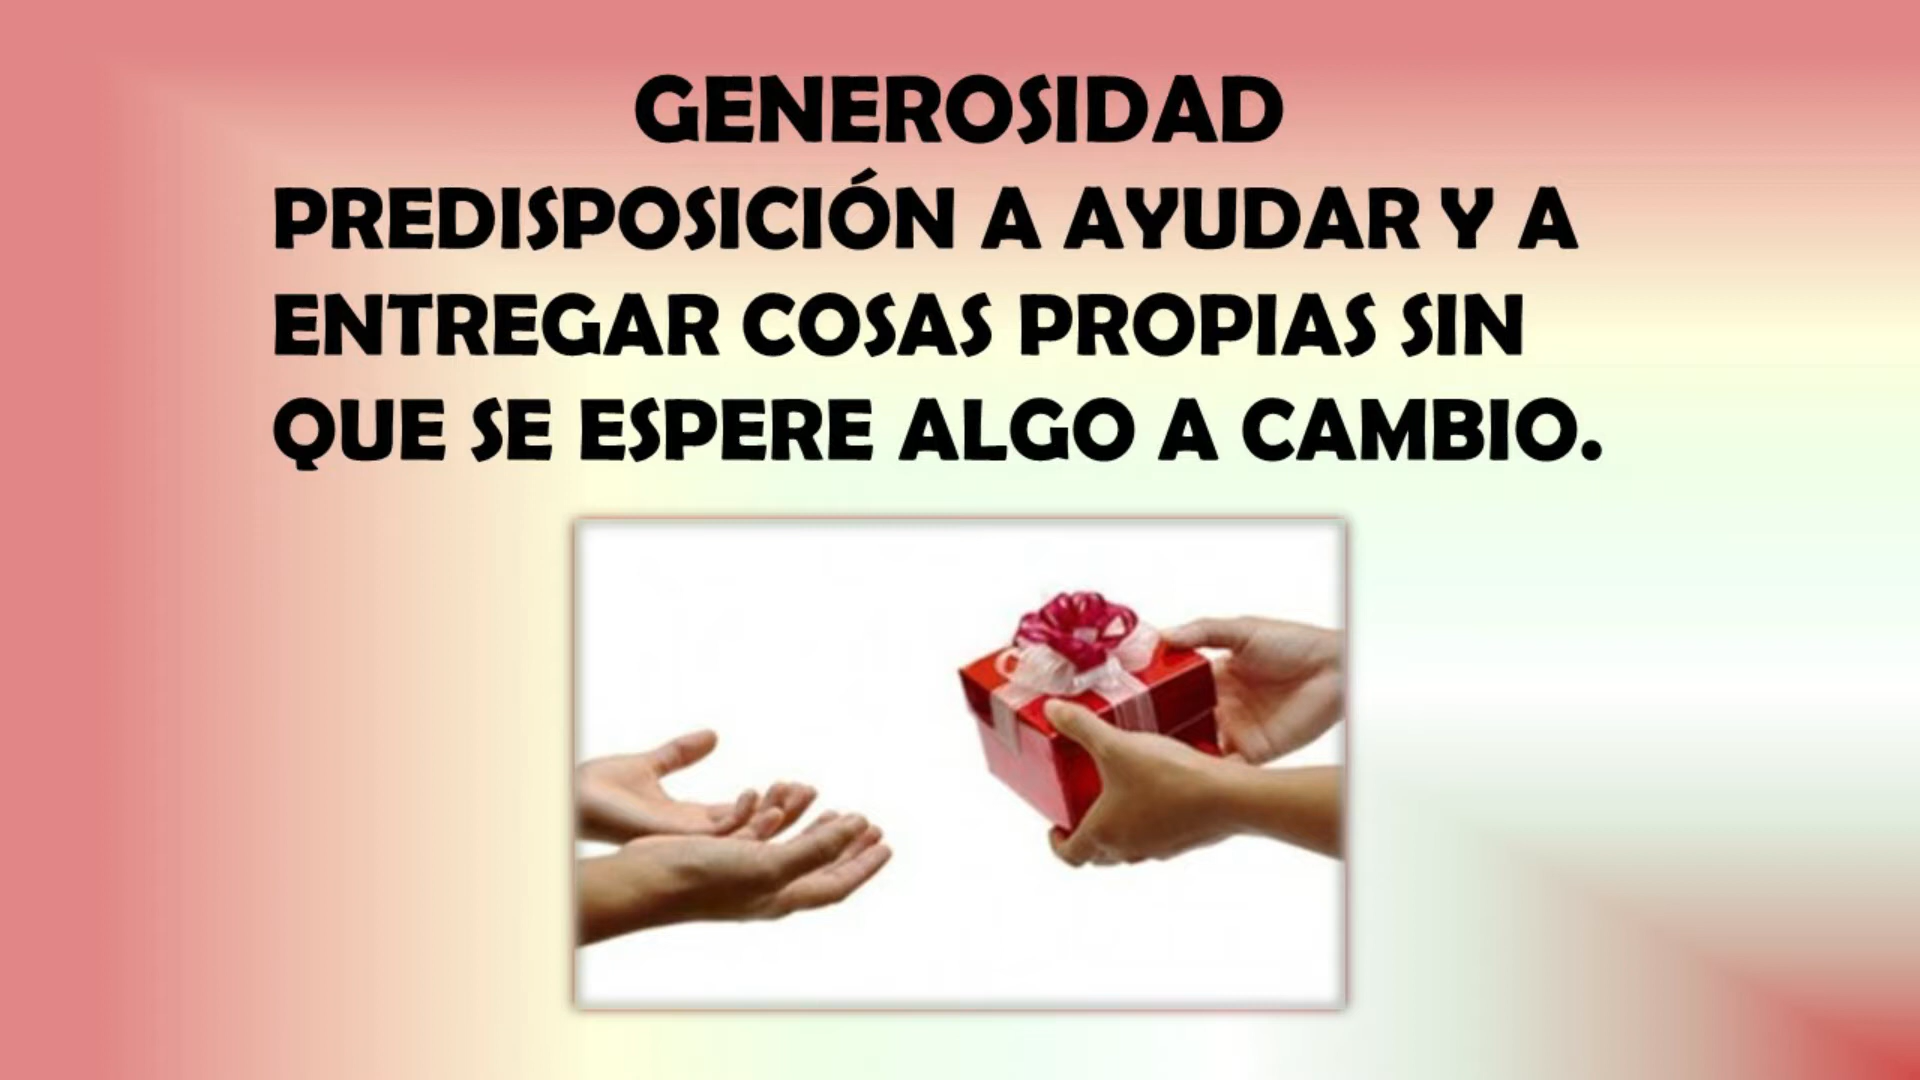 GENEROSIDAD
PREDISPOSICIÓN A AYUDAR Y A
ENTREGAR COSAS PROPIAS SIN
QUE SE ESPERE ALGO A CAMBIO.